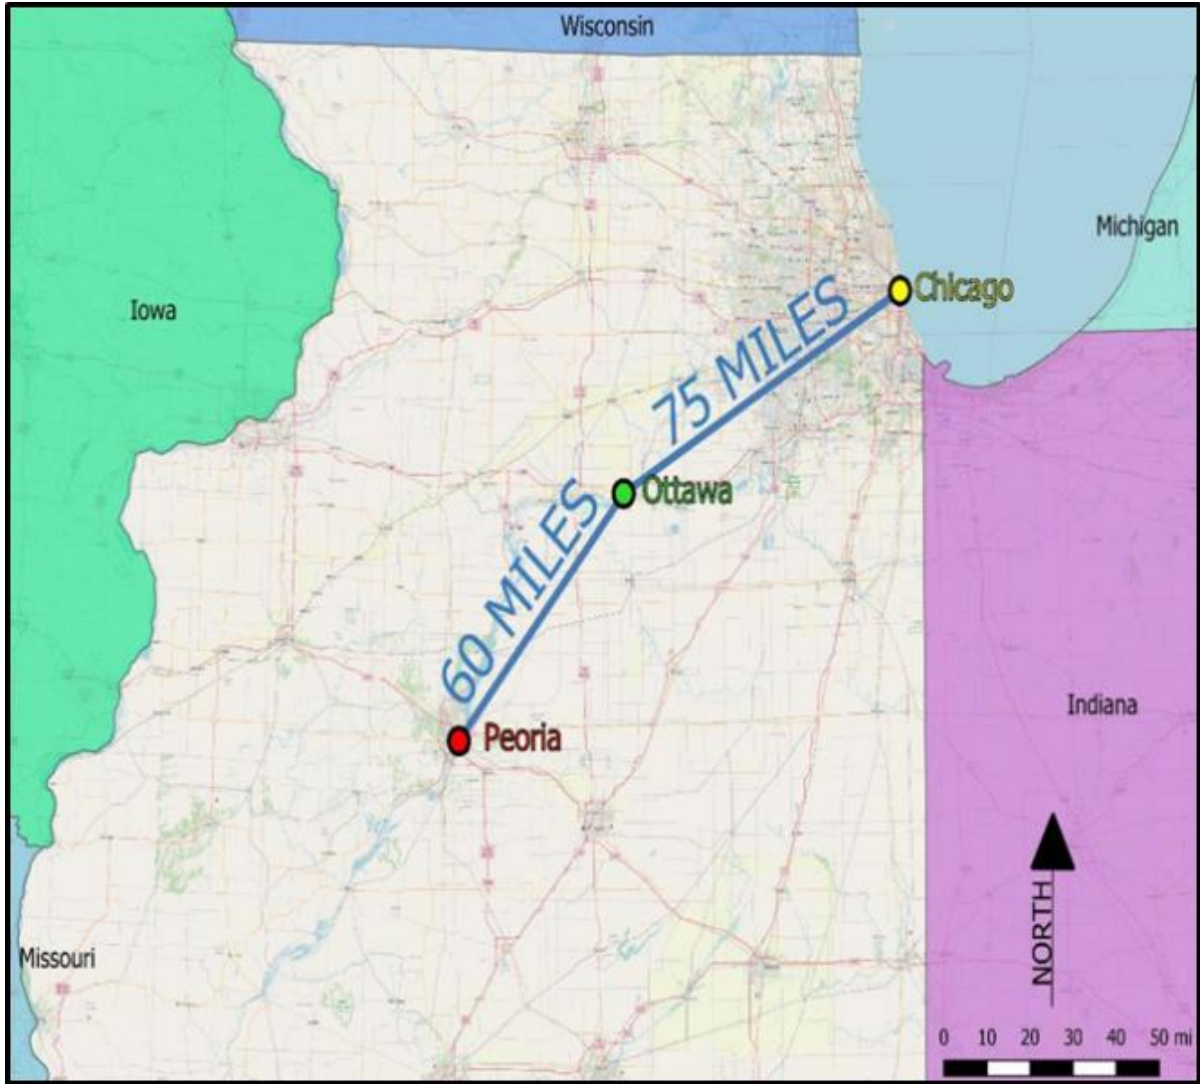 Wisconsin
Michigan
Chicago
Iowa
75 MILES
Ottawa
60 MILES
Peoria
Indiana
NORTH
Missouri
0 10 20 30 40 50 mi